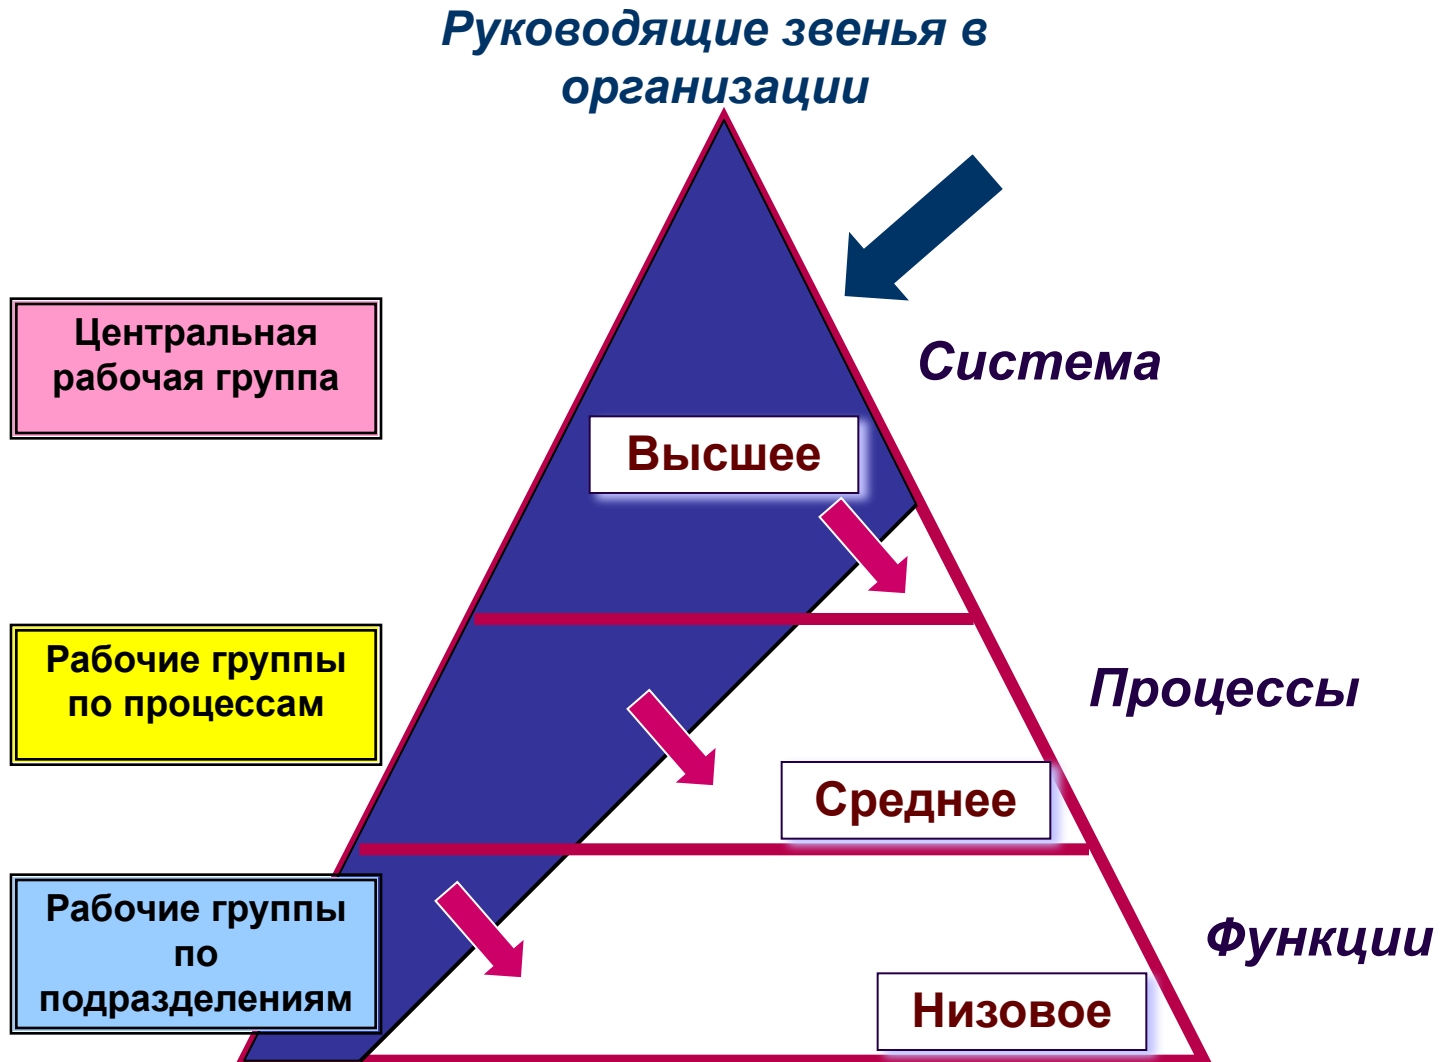 Руководящие звенья в
организации
Центральная
рабочая группа
Система
Высшее
Рабочие группы
по процессам
Процессы
Среднее
Рабочие группы
по
подразделениям
Функции
Низовое